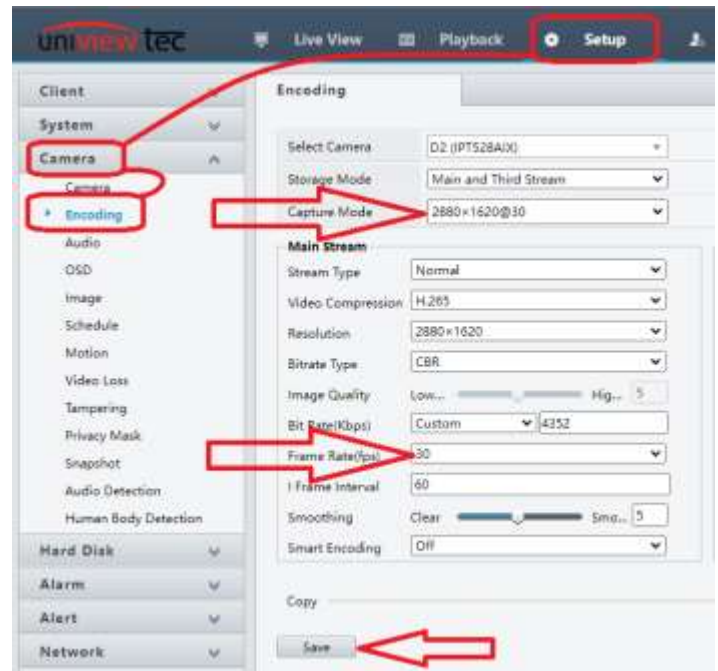 uniview tec
Live View Playback Setup
Client
System
Camera
Camera
Encoding
Audio
OSD
Image
Schedule
Motion
Video Loss
Tampering
Privacy Mask
Snapshot
Audio Detection
Human Body Detection
Hard Disk
Alarm
Alert
Network
Encoding
Select Camera D2 (IPT528AIX)
Storage Mode Main and Third Stream
Capture Mode 2880×1620@30
Main Stream
Stream Type Normal
Video Compression H.265
Resolution 2880×1620
Bitrate Type CBR
Image Quality Low... Hig... 5
Bit Rate(Kbps) Custom 4352
Frame Rate(fps) 30
I Frame Interval 60
Smoothing Clear Smo... 5
Smart Encoding Off
Copy
Save